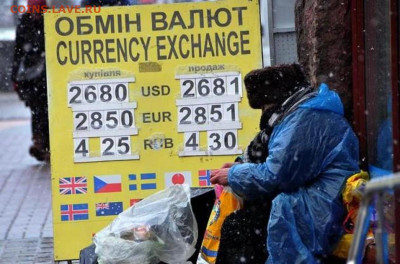 COINS.LAVE.RU
ОБМІН ВАЛЮТ
CURRENCY EXCHANGE
купівля продаж
2680 USD 2681
2850 EUR 2851
4 25 RUB 4 30